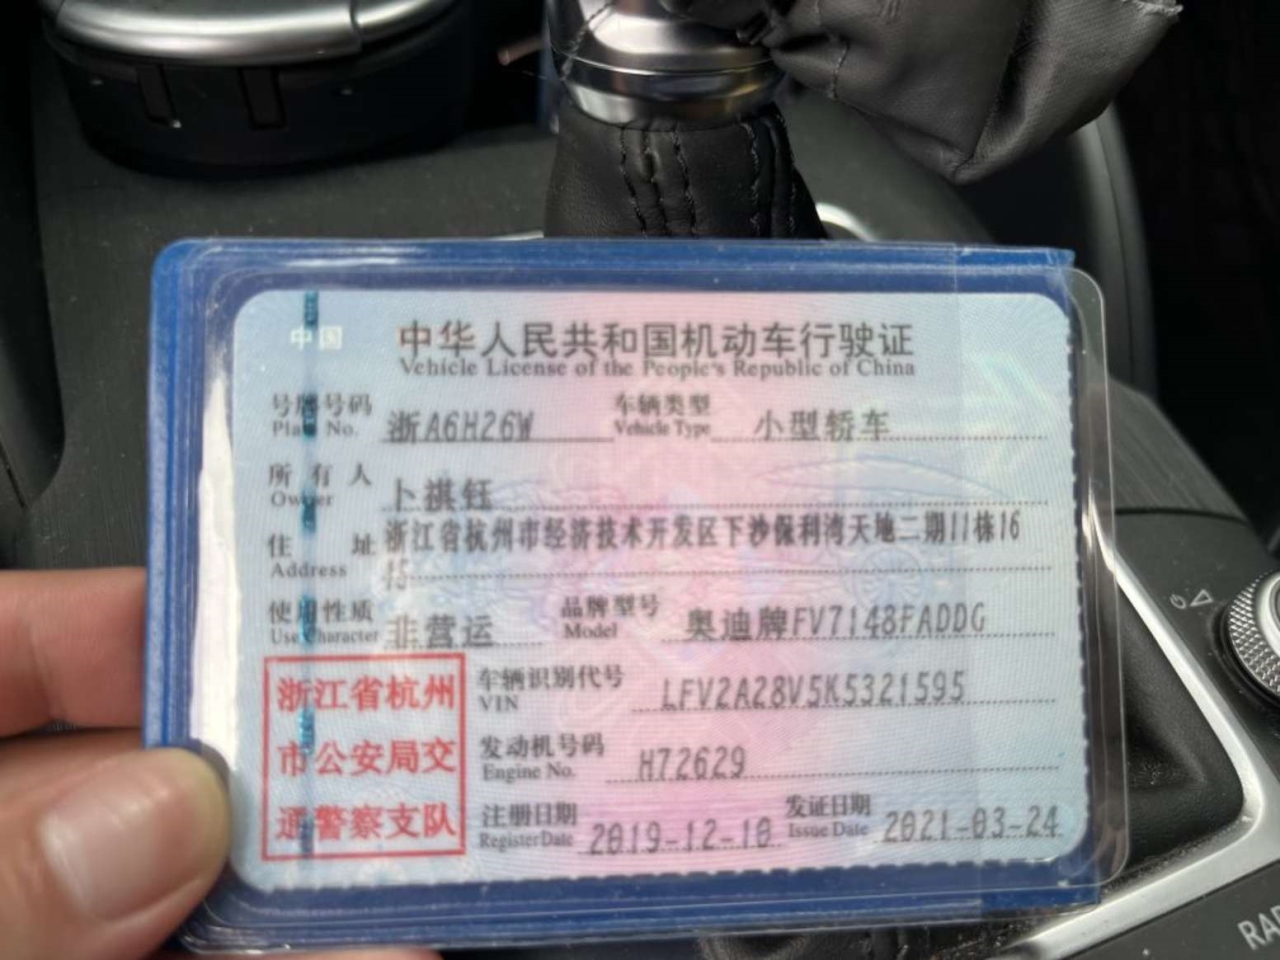 中国
中华人民共和国机动车行驶证
Vehicle License of the People's Republic of China
号牌号码 浙A6H26W 车辆类型 小型轿车
Plate No. Vehicle Type
所有人 卜祺钰
Owner
住址 浙江省杭州市经济技术开发区下沙保利湾天地二期11栋16
Address
使用性质 非营运 品牌型号 奥迪牌FV7148FADDG
Use Character Model
浙江省杭州
市公安局交
通警察支队
车辆识别代号 LFV2A28V5K5321595
VIN
发动机号码 H72629
Engine No.
注册日期 2019-12-10 发证日期 2021-03-24
Register Date Issue Date